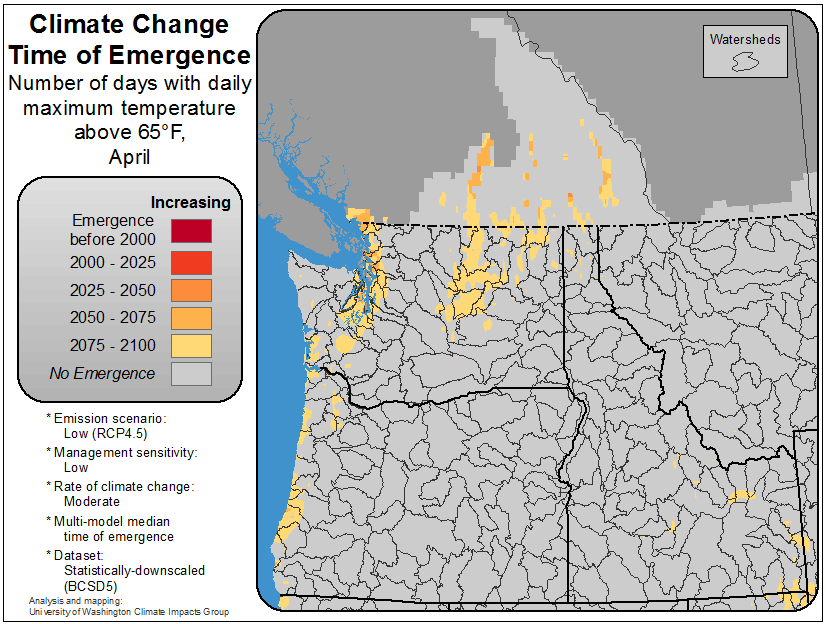 Climate Change
Time of Emergence
Number of days with daily
maximum temperature
above 65°F,
April
Increasing
Emergence
before 2000
2000 - 2025
2025 - 2050
2050 - 2075
2075 - 2100
No Emergence
* Emission scenario:
Low (RCP4.5)
* Management sensitivity:
Low
* Rate of climate change:
Moderate
* Multi-model median
time of emergence
* Dataset:
Statistically-downscaled
(BCSD5)
Analysis and mapping:
University of Washington Climate Impacts Group
Watersheds